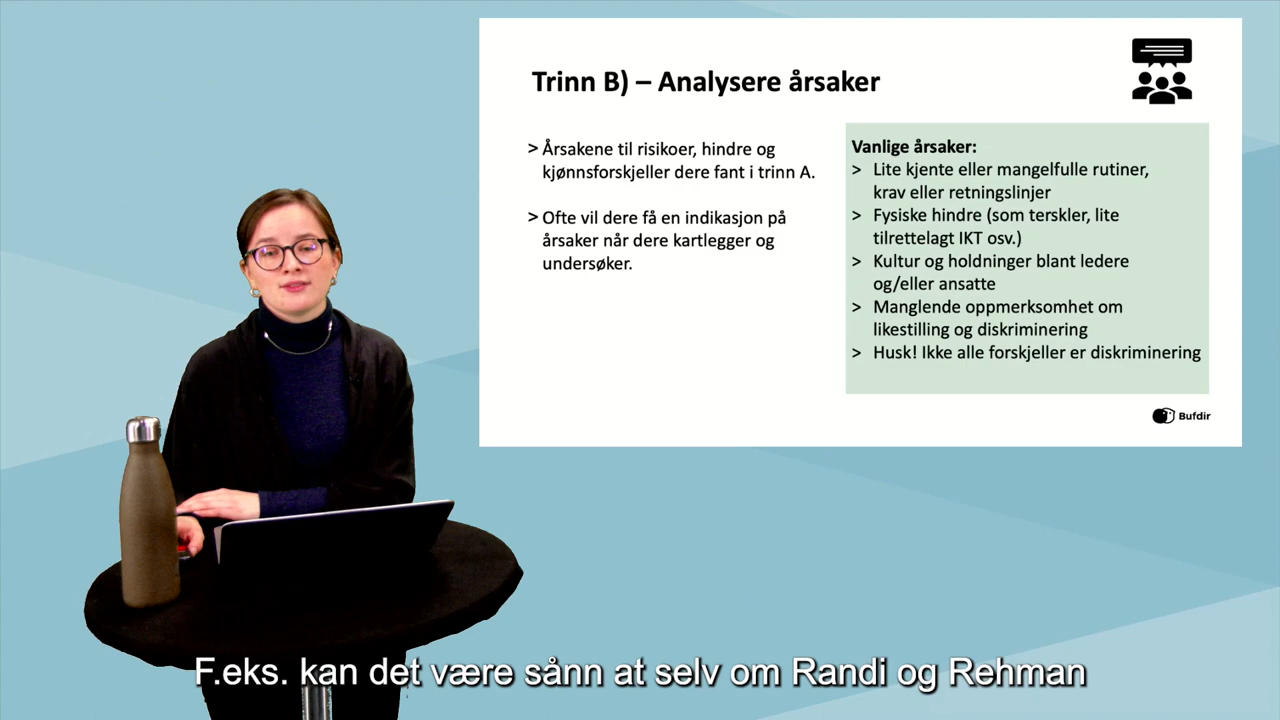 Trinn B) – Analysere årsaker
> Årsakene til risikoer, hindre og
kjønnsforskjeller dere fant i trinn A.
> Ofte vil dere få en indikasjon på
årsaker når dere kartlegger og
undersøker.
Vanlige årsaker:
> Lite kjente eller mangelfulle rutiner,
krav eller retningslinjer
> Fysiske hindre (som terskler, lite
tilrettelagt IKT osv.)
> Kultur og holdninger blant ledere
og/eller ansatte
> Manglende oppmerksomhet om
likestilling og diskriminering
> Husk! Ikke alle forskjeller er diskriminering
Bufdir
F.eks. kan det være sånn at selv om Randi og Rehman